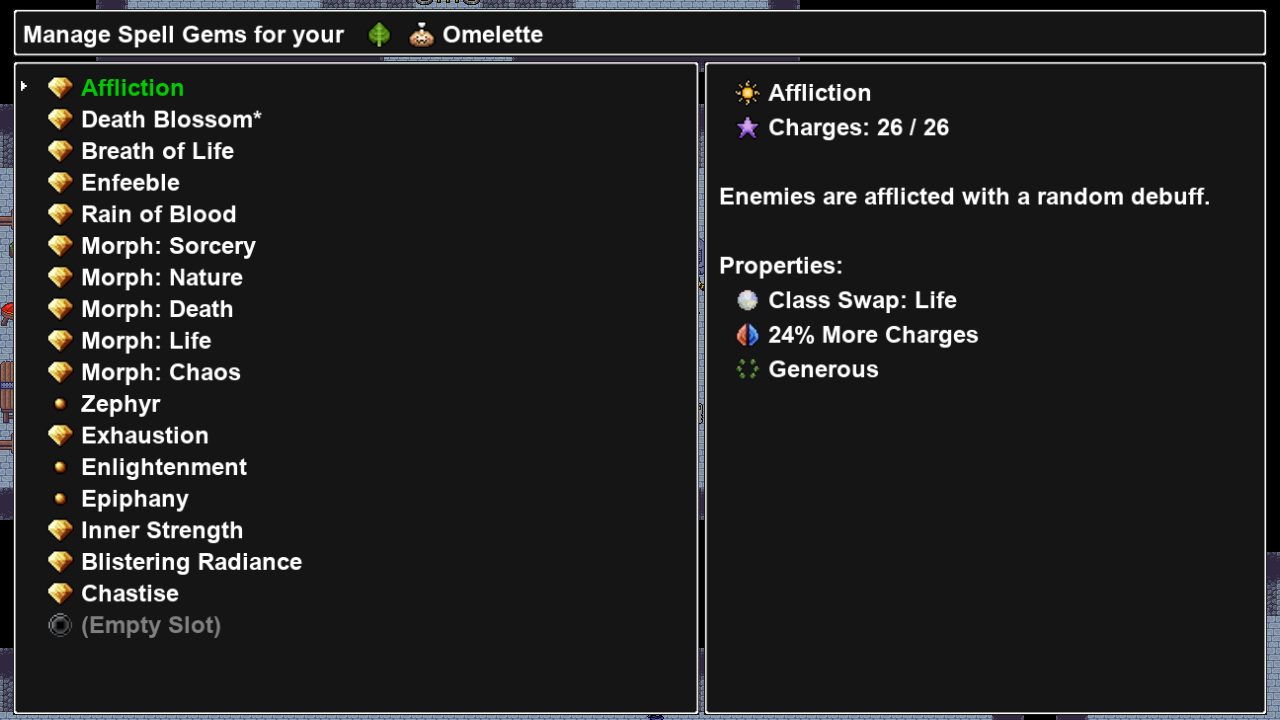 Manage Spell Gems for your Omelette
Affliction
Death Blossom*
Breath of Life
Enfeeble
Rain of Blood
Morph: Sorcery
Morph: Nature
Morph: Death
Morph: Life
Morph: Chaos
Zephyr
Exhaustion
Enlightenment
Epiphany
Inner Strength
Blistering Radiance
Chastise
(Empty Slot)
Affliction
Charges: 26 / 26
Enemies are afflicted with a random debuff.
Properties:
Class Swap: Life
24% More Charges
Generous